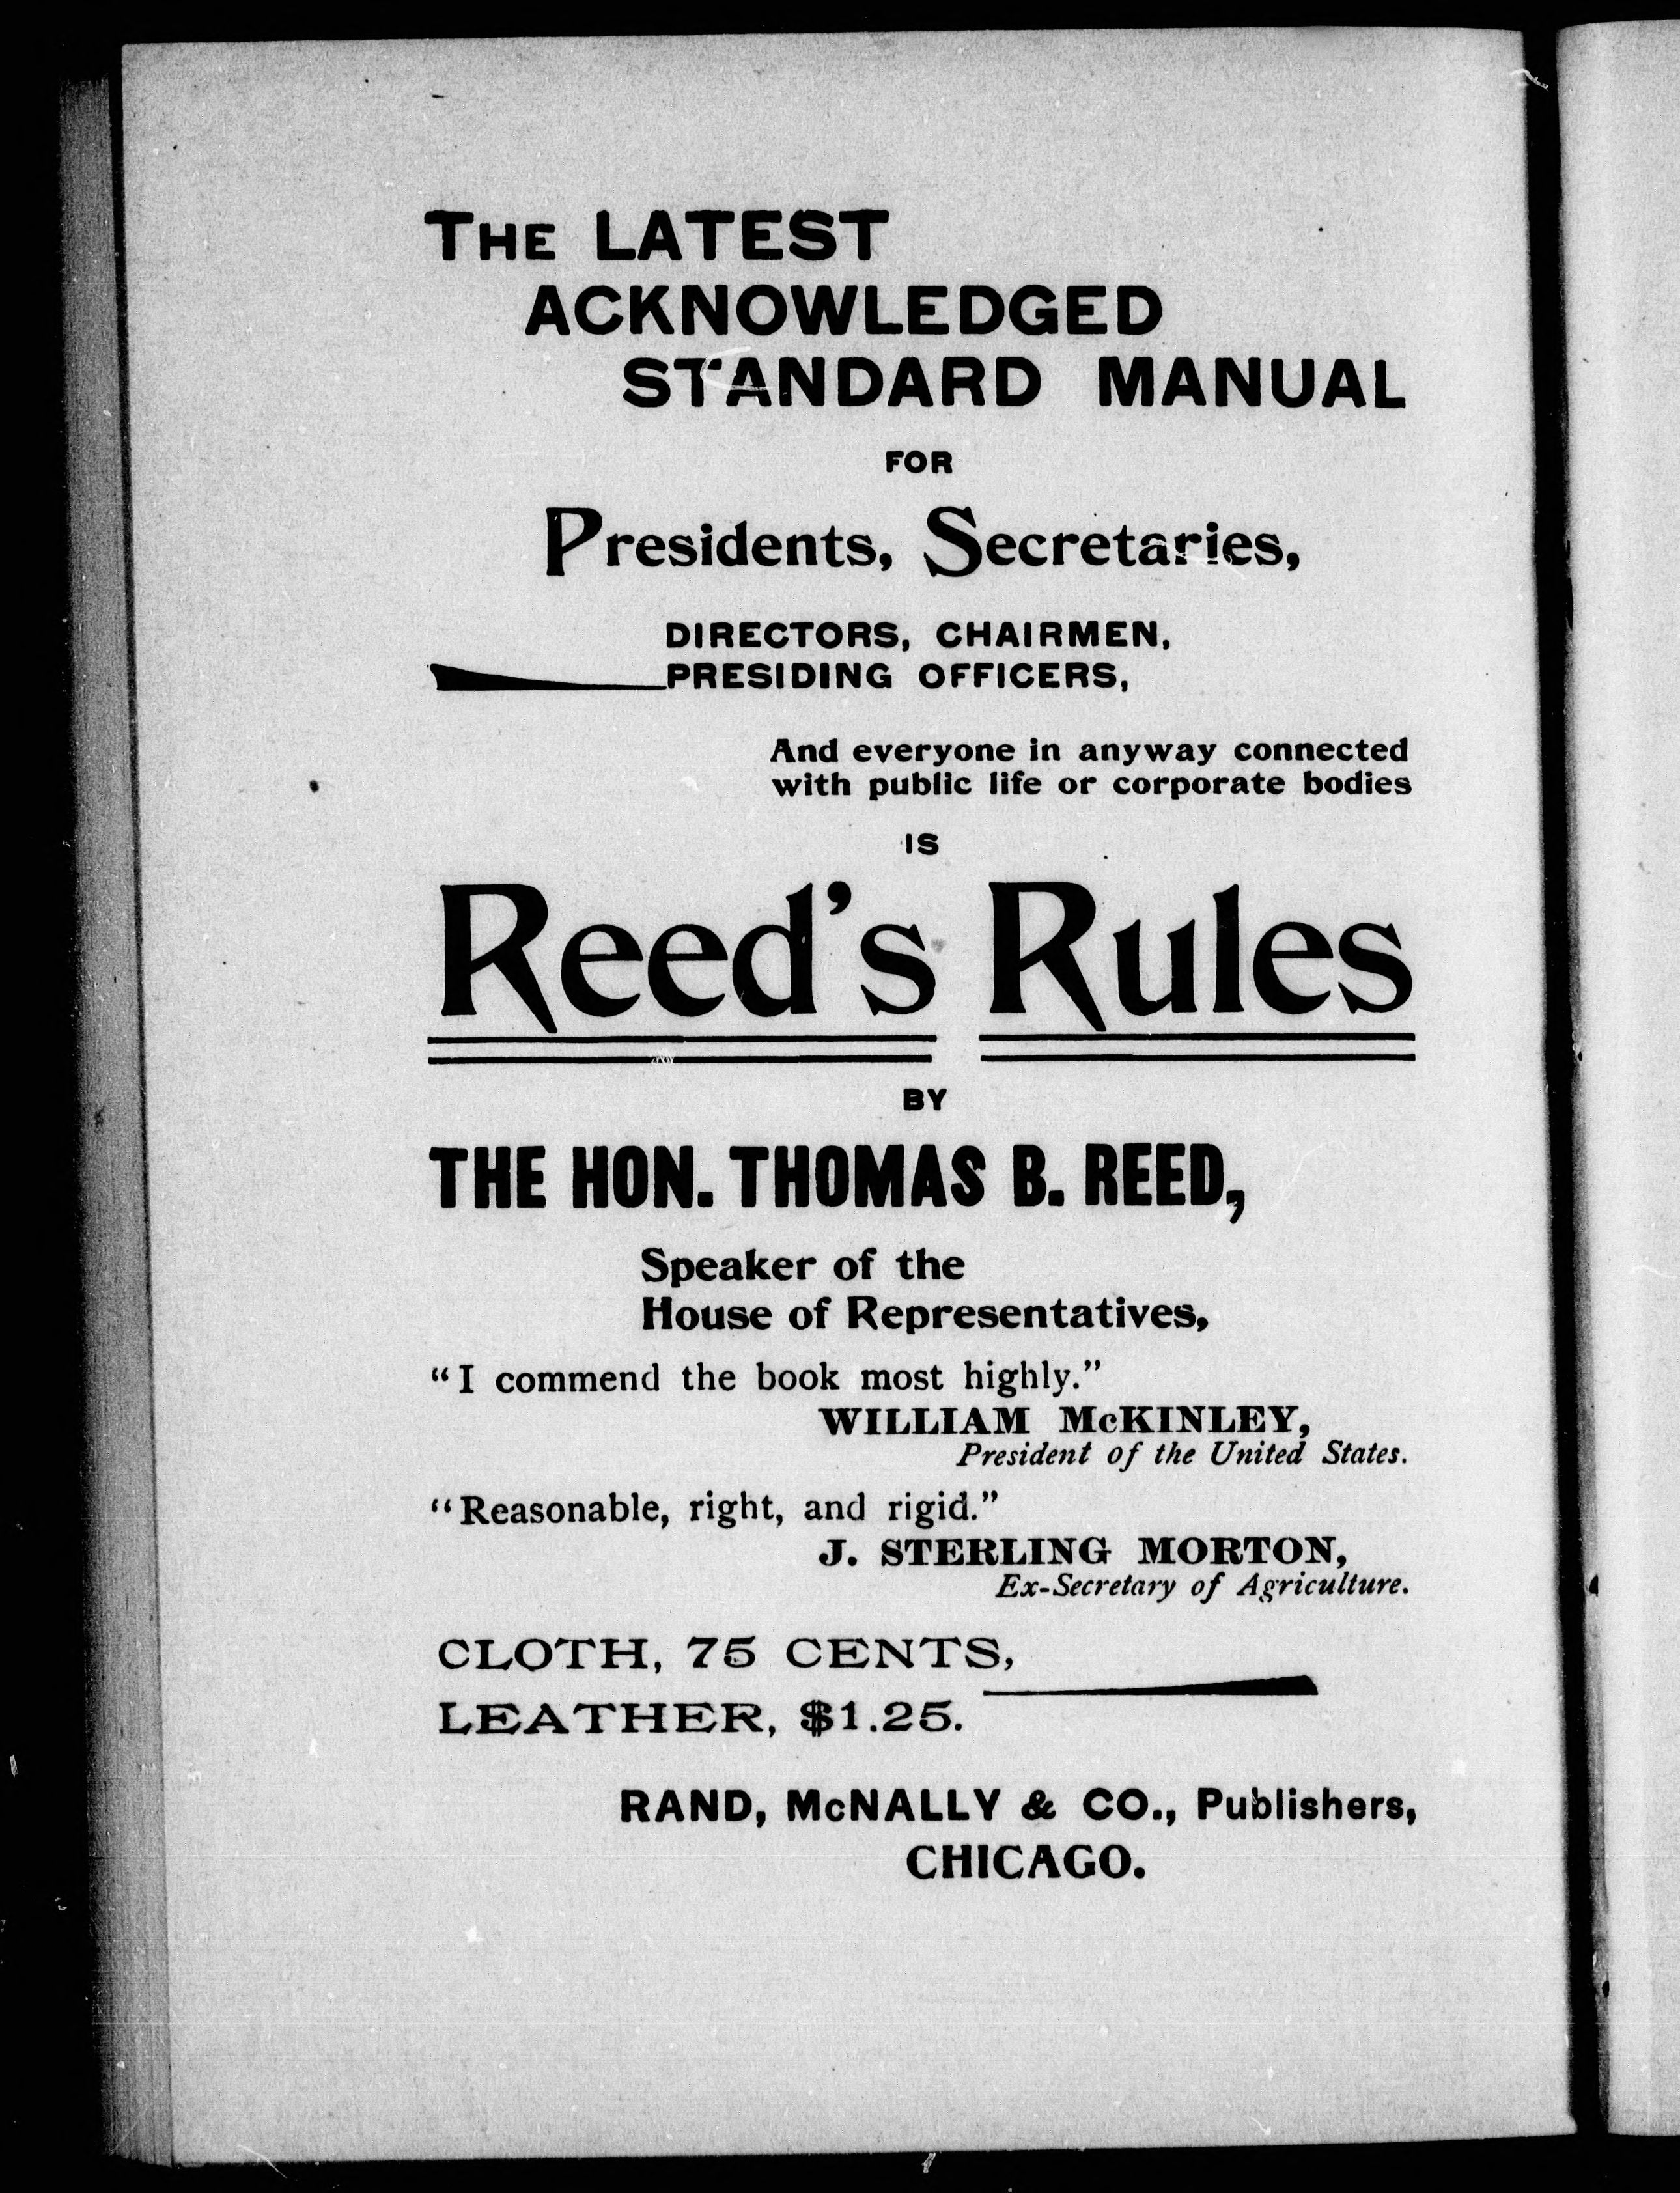 THE LATEST
ACKNOWLEDGED
STANDARD MANUAL
FOR
Presidents, Secretaries,
DIRECTORS, CHAIRMEN,
PRESIDING OFFICERS,
And everyone in anyway connected
with public life or corporate bodies
IS
Reed's Rules
BY
THE HON. THOMAS B. REED,
Speaker of the
House of Representatives,
"I commend the book most highly."
WILLIAM McKINLEY,
President of the United States.
"Reasonable, right, and rigid."
J. STERLING MORTON,
Ex-Secretary of Agriculture.
CLOTH, 75 CENTS,
LEATHER, $1.25.
RAND, McNALLY & CO., Publishers,
CHICAGO.